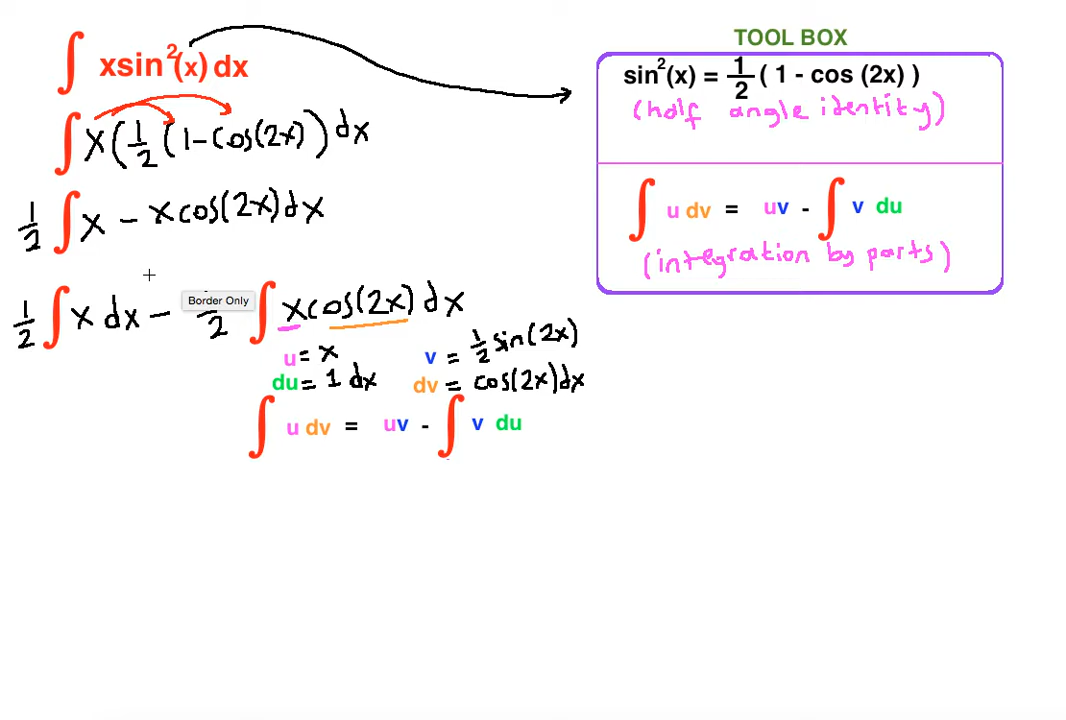 ∫ xsin²(x) dx
∫ x(½(1-cos(2x))dx
½ ∫ x - xcos(2x)dx
½ ∫ x dx - ½ ∫ xcos(2x)dx
Border Only
u = x
v = ½ sin(2x)
du = 1 dx
dv = cos(2x)dx
∫ u dv = uv - ∫ v du
TOOL BOX
sin²(x) = ½ ( 1 - cos (2x) )
(half angle identity)
∫ u dv = uv - ∫ v du
(integration by parts)